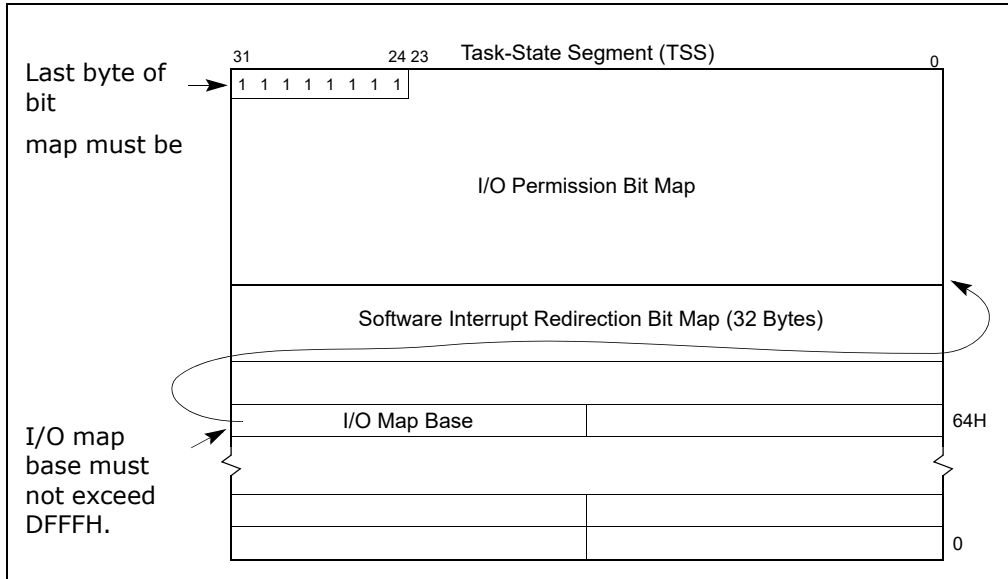 31 24 23 Task-State Segment (TSS) 0
Last byte of
bit
map must be
1 1 1 1 1 1 1 1
I/O Permission Bit Map
Software Interrupt Redirection Bit Map (32 Bytes)
I/O Map Base 64H
I/O map
base must
not exceed
DFFFH.
0